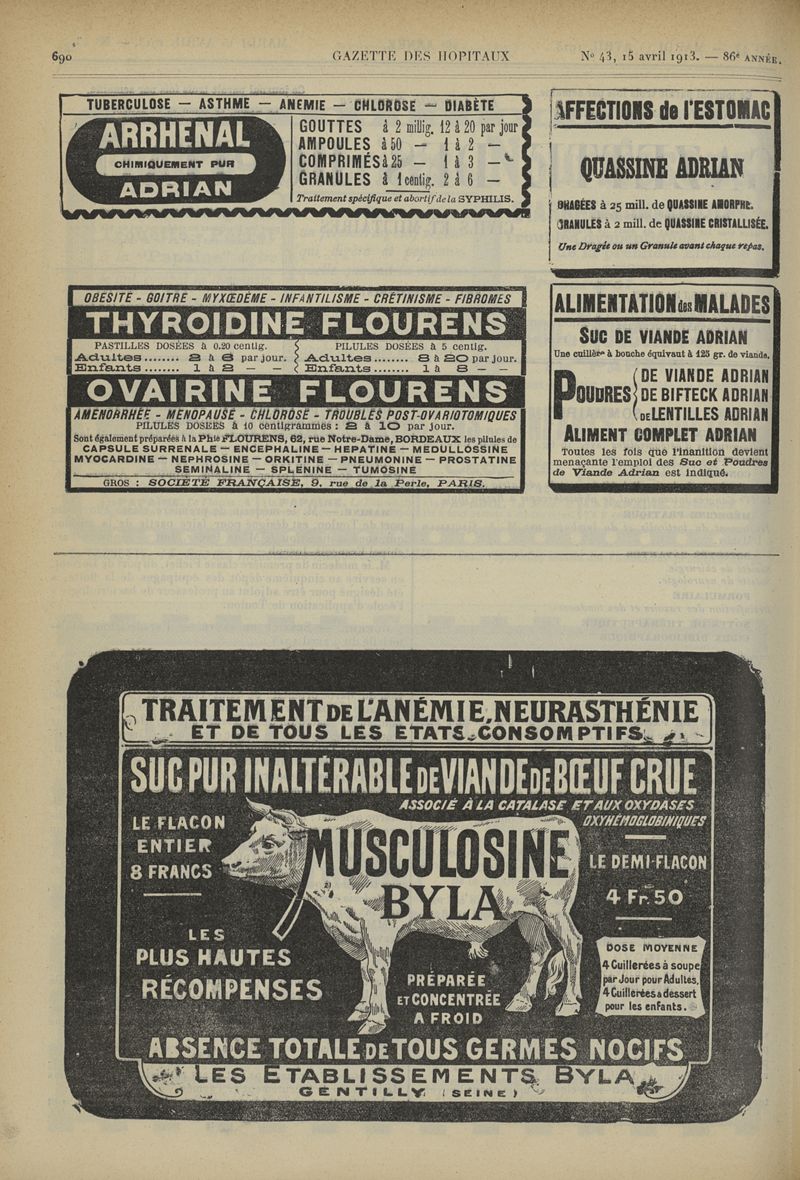 690
GAZETTE DES HOPITAUX
Nº 43, 15 avril 1913. — 86e ANNÉE.
TUBERCULOSE — ASTHME — ANEMIE — CHLOROSE — DIABÈTE
ARRHENAL
CHIMIQUEMENT PUR
ADRIAN
GOUTTES à 2 millig. 12 à 20 par jour
AMPOULES à 50 — 1 à 2 —
COMPRIMÉS à 25 — 1 à 3 —
GRANULES à 1 centig. 2 à 6 —
Traitement spécifique et abortif de la SYPHILIS.
AFFECTIONS de l'ESTOMAC
QUASSINE ADRIAN
DRAGÉES à 25 mill. de QUASSINE AMORPHE.
GRANULES à 2 mill. de QUASSINE CRISTALLISÉE.
Une Dragée ou un Granule avant chaque repas.
OBESITE - GOITRE - MYXŒDÈME - INFANTILISME - CRÉTINISME - FIBROMES
THYROIDINE FLOURENS
PASTILLES DOSÉES à 0.20 centig.
Adultes........ 2 à 6 par jour.
Enfants........ 1 à 2 — —
PILULES DOSÉES à 5 centig.
Adultes........ 8 à 20 par jour.
Enfants........ 1 à 8 — —
OVAIRINE FLOURENS
AMENORRHÉE - MENOPAUSE - CHLOROSE - TROUBLES POST-OVARIOTOMIQUES
PILULES DOSÉES à 10 centigrammes : 2 à 10 par jour.
Sont également préparées à la Phie FLOURENS, 62, rue Notre-Dame, BORDEAUX les pilules de
CAPSULE SURRENALE — ENCEPHALINE — HEPATINE — MEDULLOSSINE
MYOCARDINE — NEPHROSINE — ORKITINE — PNEUMONINE — PROSTATINE
SEMINALINE — SPLENINE — TUMOSINE
GROS : SOCIÉTÉ FRANÇAISE, 9, rue de la Perle, PARIS.
ALIMENTATION des MALADES
SUC DE VIANDE ADRIAN
Une cuillère à bouche équivaut à 125 gr. de viande.
POUDRES
DE VIANDE ADRIAN
DE BIFTECK ADRIAN
DE LENTILLES ADRIAN
ALIMENT COMPLET ADRIAN
Toutes les fois que l'inanition devient
menaçante l'emploi des Suc et Poudres
de Viande Adrian est indiqué.
TRAITEMENT DE L'ANÉMIE, NEURASTHÉNIE
ET DE TOUS LES ETATS CONSOMPTIFS
SUC PUR INALTÉRABLE DE VIANDE DE BŒUF CRUE
ASSOCIÉ À LA CATALASE ET AUX OXYDASES
OXYHÉMOGLOBINIQUES
LE FLACON
ENTIER
8 FRANCS
MUSCULOSINE
BYLA
LE DEMI-FLACON
4 Fr. 50
LES
PLUS HAUTES
RÉCOMPENSES
PRÉPARÉE
ET CONCENTRÉE
A FROID
DOSE MOYENNE
4 Cuillerées à soupe
par Jour pour Adultes,
4 Cuillerées à dessert
pour les enfants.
ABSENCE TOTALE DE TOUS GERMES NOCIFS
LES ETABLISSEMENTS BYLA
GENTILLY (SEINE)